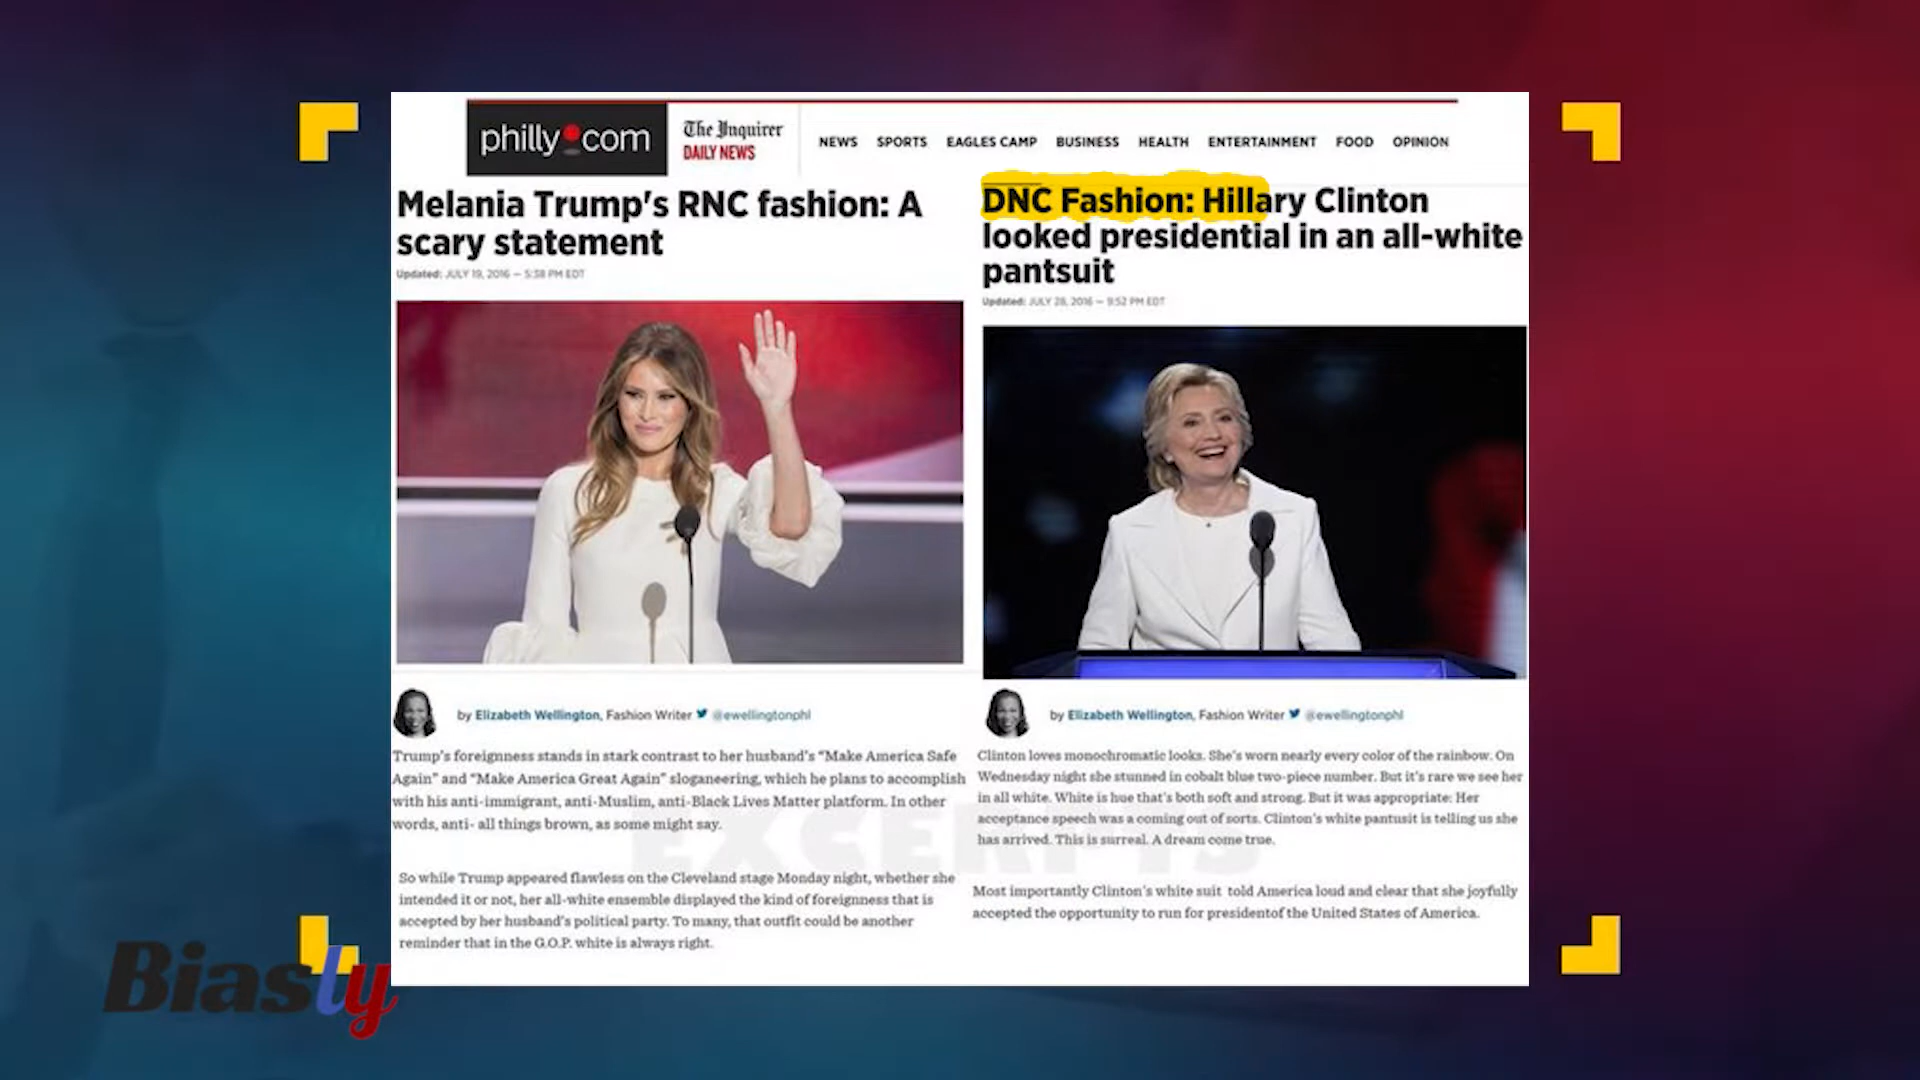 philly.com
The Inquirer
DAILY NEWS
NEWS SPORTS EAGLES CAMP BUSINESS HEALTH ENTERTAINMENT FOOD OPINION
Melania Trump's RNC fashion: A
scary statement
Updated: JULY 19, 2016 — 5:38 PM EDT
by Elizabeth Wellington, Fashion Writer @ewellingtonphl
Trump's foreignness stands in stark contrast to her husband's “Make America Safe
Again” and “Make America Great Again” sloganeering, which he plans to accomplish
with his anti-immigrant, anti-Muslim, anti-Black Lives Matter platform. In other
words, anti- all things brown, as some might say.
So while Trump appeared flawless on the Cleveland stage Monday night, whether she
intended it or not, her all-white ensemble displayed the kind of foreignness that is
accepted by her husband's political party. To many, that outfit could be another
reminder that in the G.O.P. white is always right.
DNC Fashion: Hillary Clinton
looked presidential in an all-white
pantsuit
Updated: JULY 28, 2016 — 9:52 PM EDT
by Elizabeth Wellington, Fashion Writer @ewellingtonphl
Clinton loves monochromatic looks. She's worn nearly every color of the rainbow. On
Wednesday night she stunned in cobalt blue two-piece number. But it's rare we see her
in all white. White is hue that's both soft and strong. But it was appropriate: Her
acceptance speech was a coming out of sorts. Clinton's white pantusit is telling us she
has arrived. This is surreal. A dream come true.
Most importantly Clinton's white suit told America loud and clear that she joyfully
accepted the opportunity to run for presidentof the United States of America.
EXCERPTS
Biasly